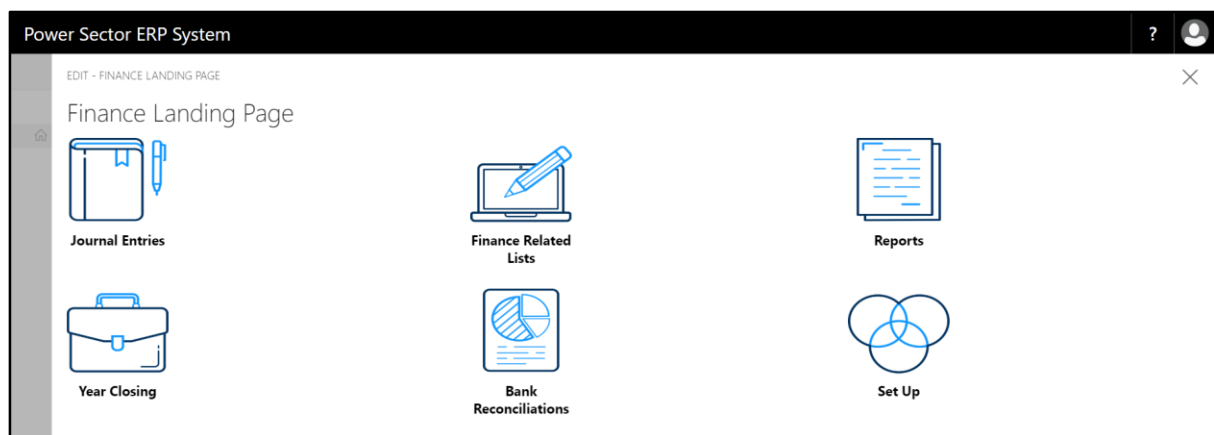 Power Sector ERP System
?
EDIT - FINANCE LANDING PAGE
Finance Landing Page
Journal Entries
Finance Related
Lists
Reports
Year Closing
Bank
Reconciliations
Set Up